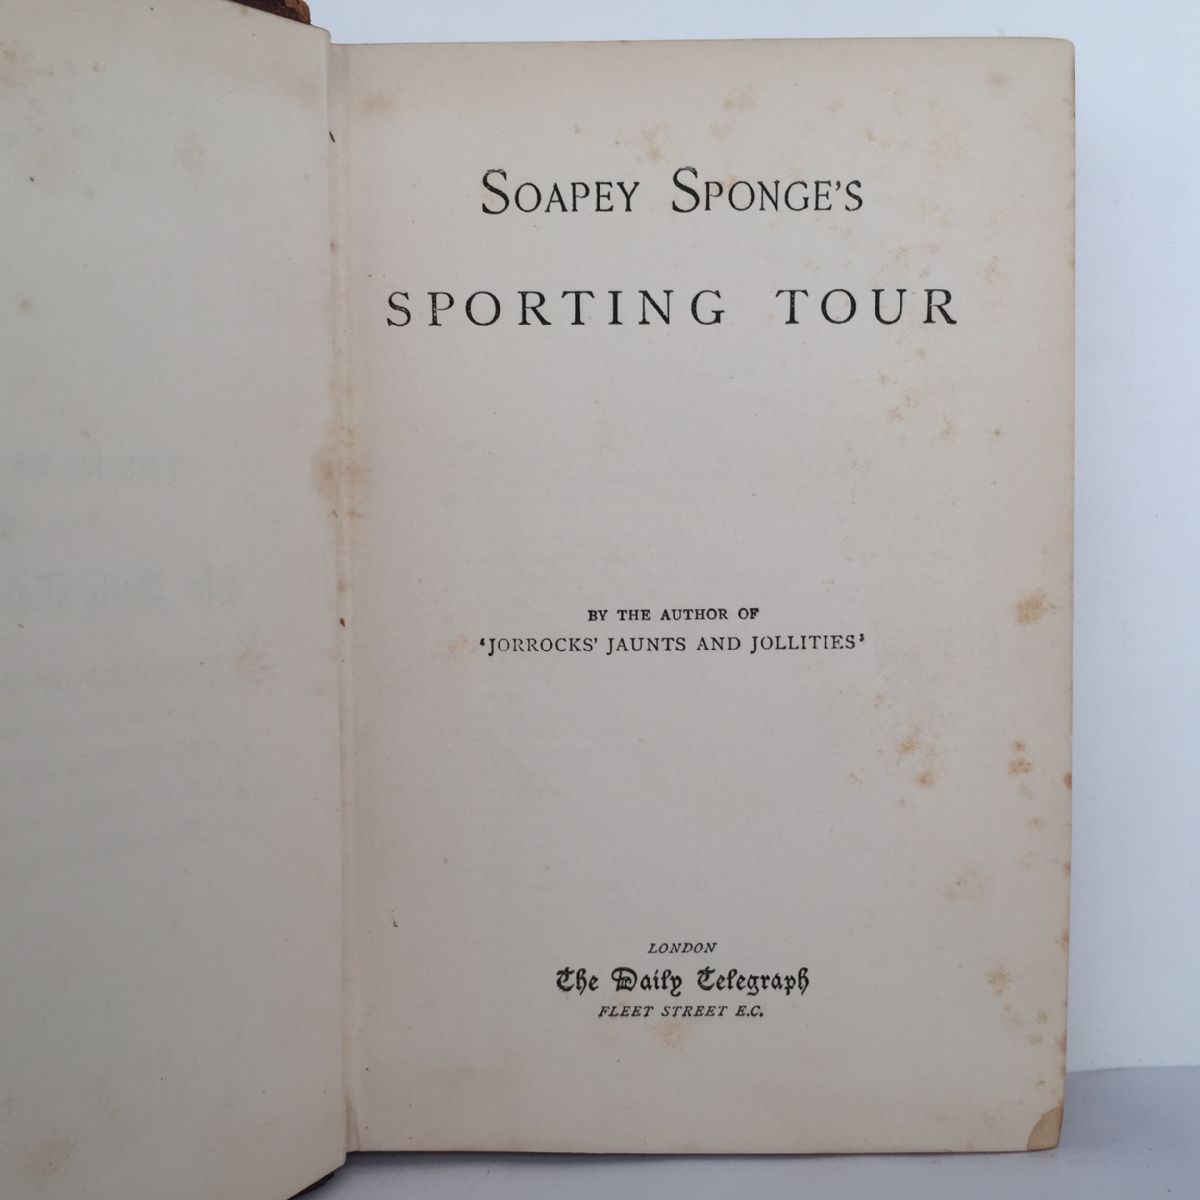 SOAPEY SPONGE'S
SPORTING TOUR
BY THE AUTHOR OF
'JORROCKS' JAUNTS AND JOLLITIES'
LONDON
The Daily Telegraph
FLEET STREET E.C.